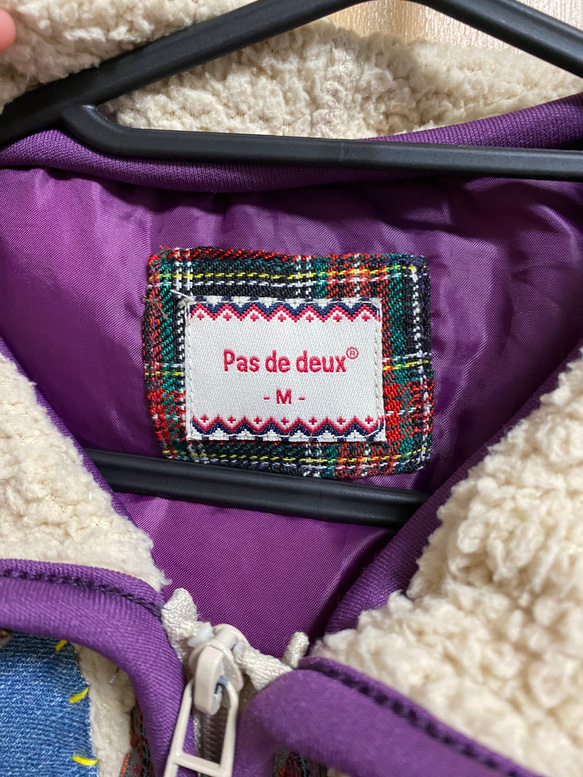 Pas de deux®
- M -